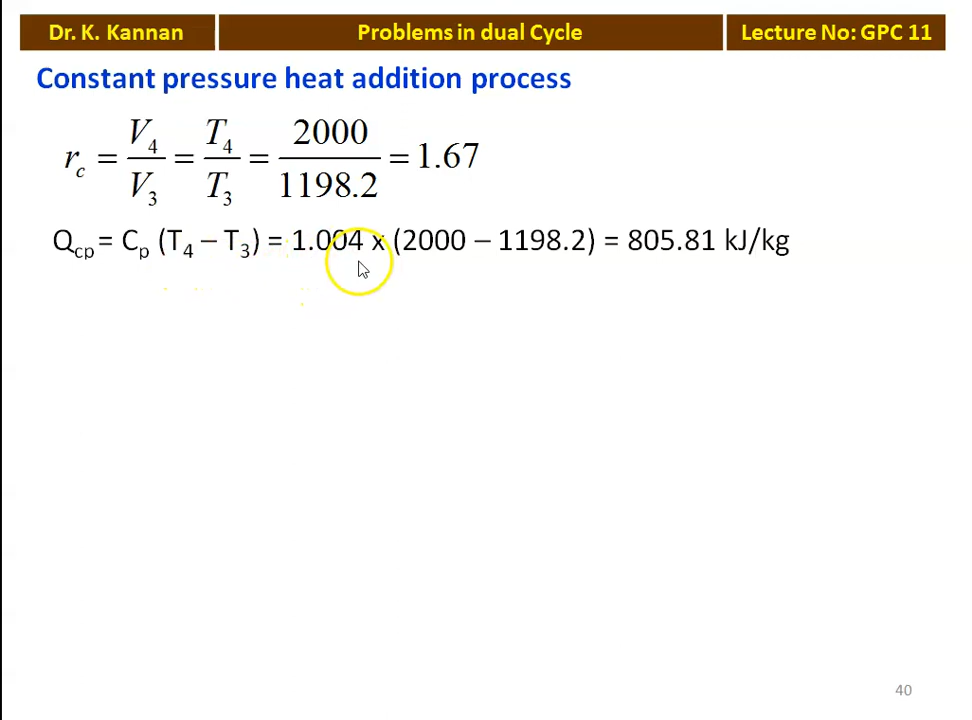 Dr. K. Kannan Problems in dual Cycle Lecture No: GPC 11
Constant pressure heat addition process
r_c = V_4/V_3 = T_4/T_3 = 2000/1198.2 = 1.67
Q_cp = C_p (T_4 – T_3) = 1.004 x (2000 – 1198.2) = 805.81 kJ/kg
40